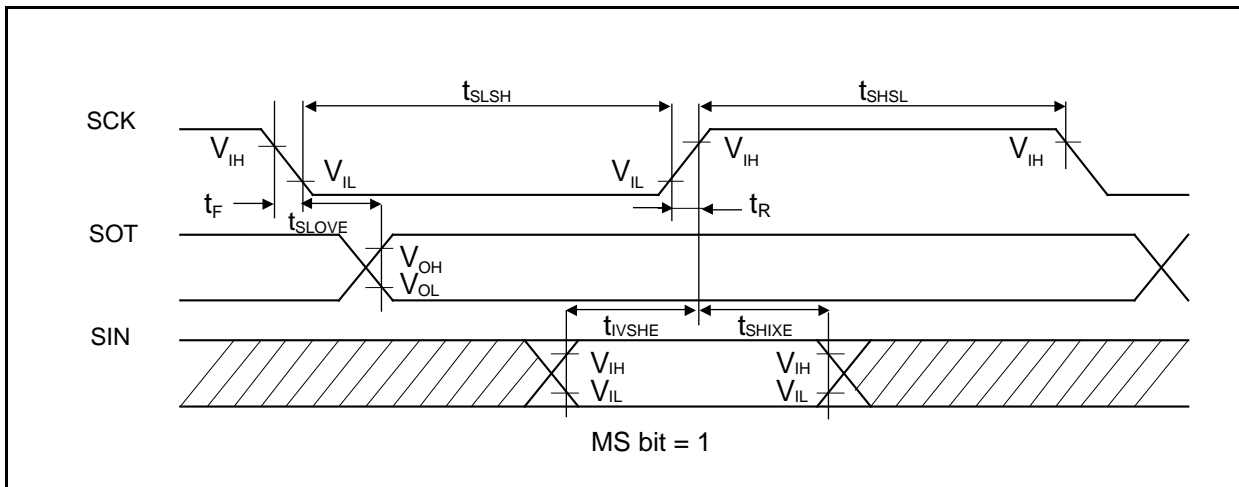 tSLSH
tSHSL
SCK
VIH
VIL
VIL
VIH
VIH
tF
tSLOVE
tR
SOT
VOH
VOL
SIN
tIVSHE
tSHIXE
VIH
VIL
VIH
VIL
MS bit = 1